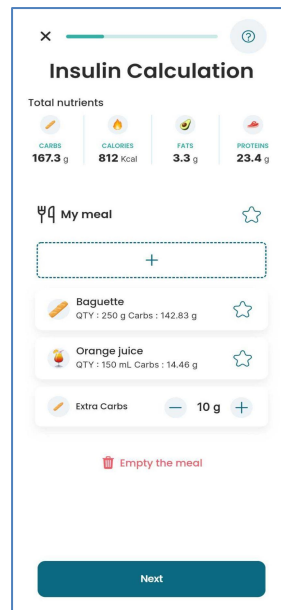 Insulin Calculation
Total nutrients
CARBS CALORIES FATS PROTEINS
167.3 g 812 Kcal 3.3 g 23.4 g
My meal
+
Baguette
QTY : 250 g Carbs : 142.83 g
Orange juice
QTY : 150 mL Carbs : 14.46 g
Extra Carbs — 10 g +
Empty the meal
Next